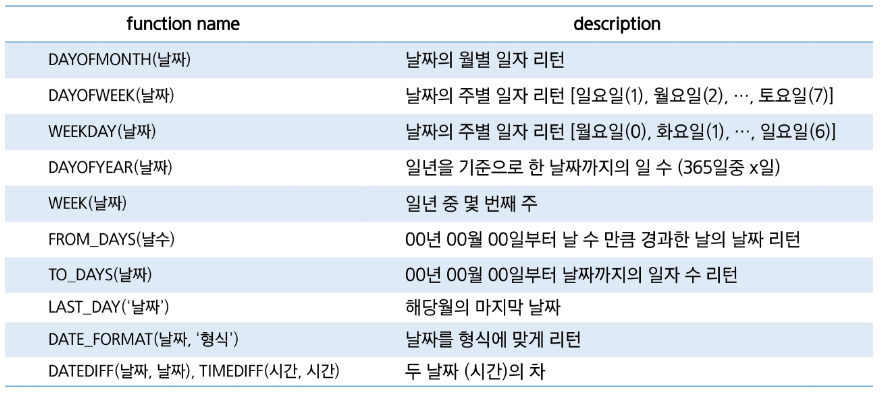 function name description
DAYOFMONTH(날짜) 날짜의 월별 일자 리턴
DAYOFWEEK(날짜) 날짜의 주별 일자 리턴 [일요일(1), 월요일(2), …, 토요일(7)]
WEEKDAY(날짜) 날짜의 주별 일자 리턴 [월요일(0), 화요일(1), …, 일요일(6)]
DAYOFYEAR(날짜) 일년을 기준으로 한 날짜까지의 일 수 (365일중 x일)
WEEK(날짜) 일년 중 몇 번째 주
FROM_DAYS(날수) 00년 00월 00일부터 날 수 만큼 경과한 날의 날짜 리턴
TO_DAYS(날짜) 00년 00월 00일부터 날짜까지의 일자 수 리턴
LAST_DAY(‘날짜’) 해당월의 마지막 날짜
DATE_FORMAT(날짜, ‘형식’) 날짜를 형식에 맞게 리턴
DATEDIFF(날짜, 날짜), TIMEDIFF(시간, 시간) 두 날짜 (시간)의 차